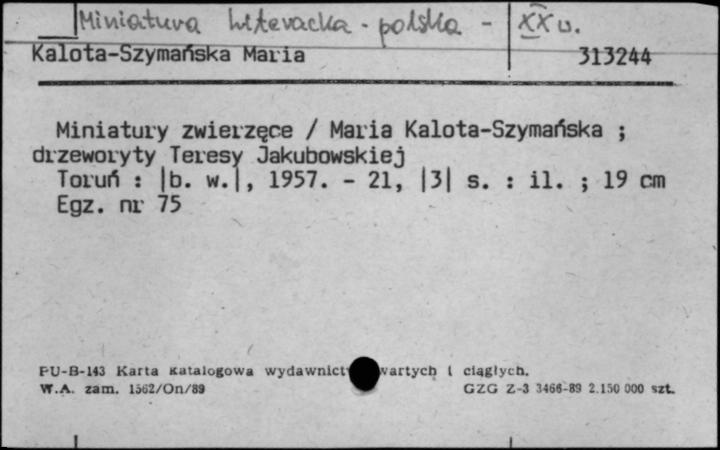 Miniatura literacka - polska - XX w.
Kalota-Szymańska Maria 313244
Miniatury zwierzęce / Maria Kalota-Szymańska ;
drzeworyty Teresy Jakubowskiej
Toruń : |b. w.|, 1957. - 21, |3| s. : il. ; 19 cm
Egz. nr 75
PU-B-143 Karta katalogowa wydawnict wartych i ciągłych.
W.A. zam. 1562/On/89 GZG Z-3 3466-89 2.150 000 szt.